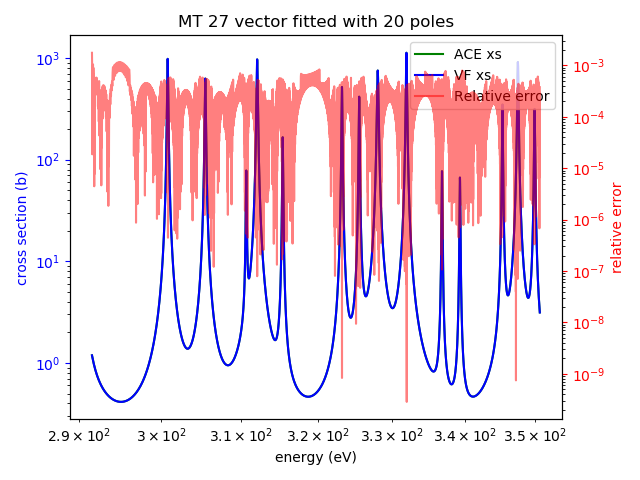 MT 27 vector fitted with 20 poles
ACE xs
VF xs
Relative error
cross section (b)
10³
10²
10¹
10⁰
relative error
10⁻³
10⁻⁴
10⁻⁵
10⁻⁶
10⁻⁷
10⁻⁸
10⁻⁹
2.9 × 10² 3 × 10² 3.1 × 10² 3.2 × 10² 3.3 × 10² 3.4 × 10² 3.5 × 10²
energy (eV)